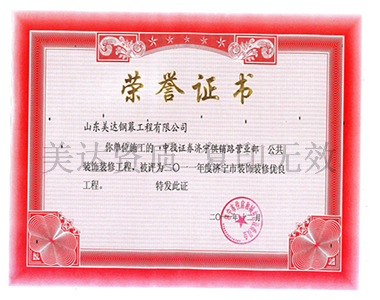 荣誉证书
山东美达钢幕工程有限公司
你单位施工的《中投证券济宁供销路营业部》公共
装饰装修工程，被评为二〇一一年度济宁市装饰装修优良
工程。 特发此证